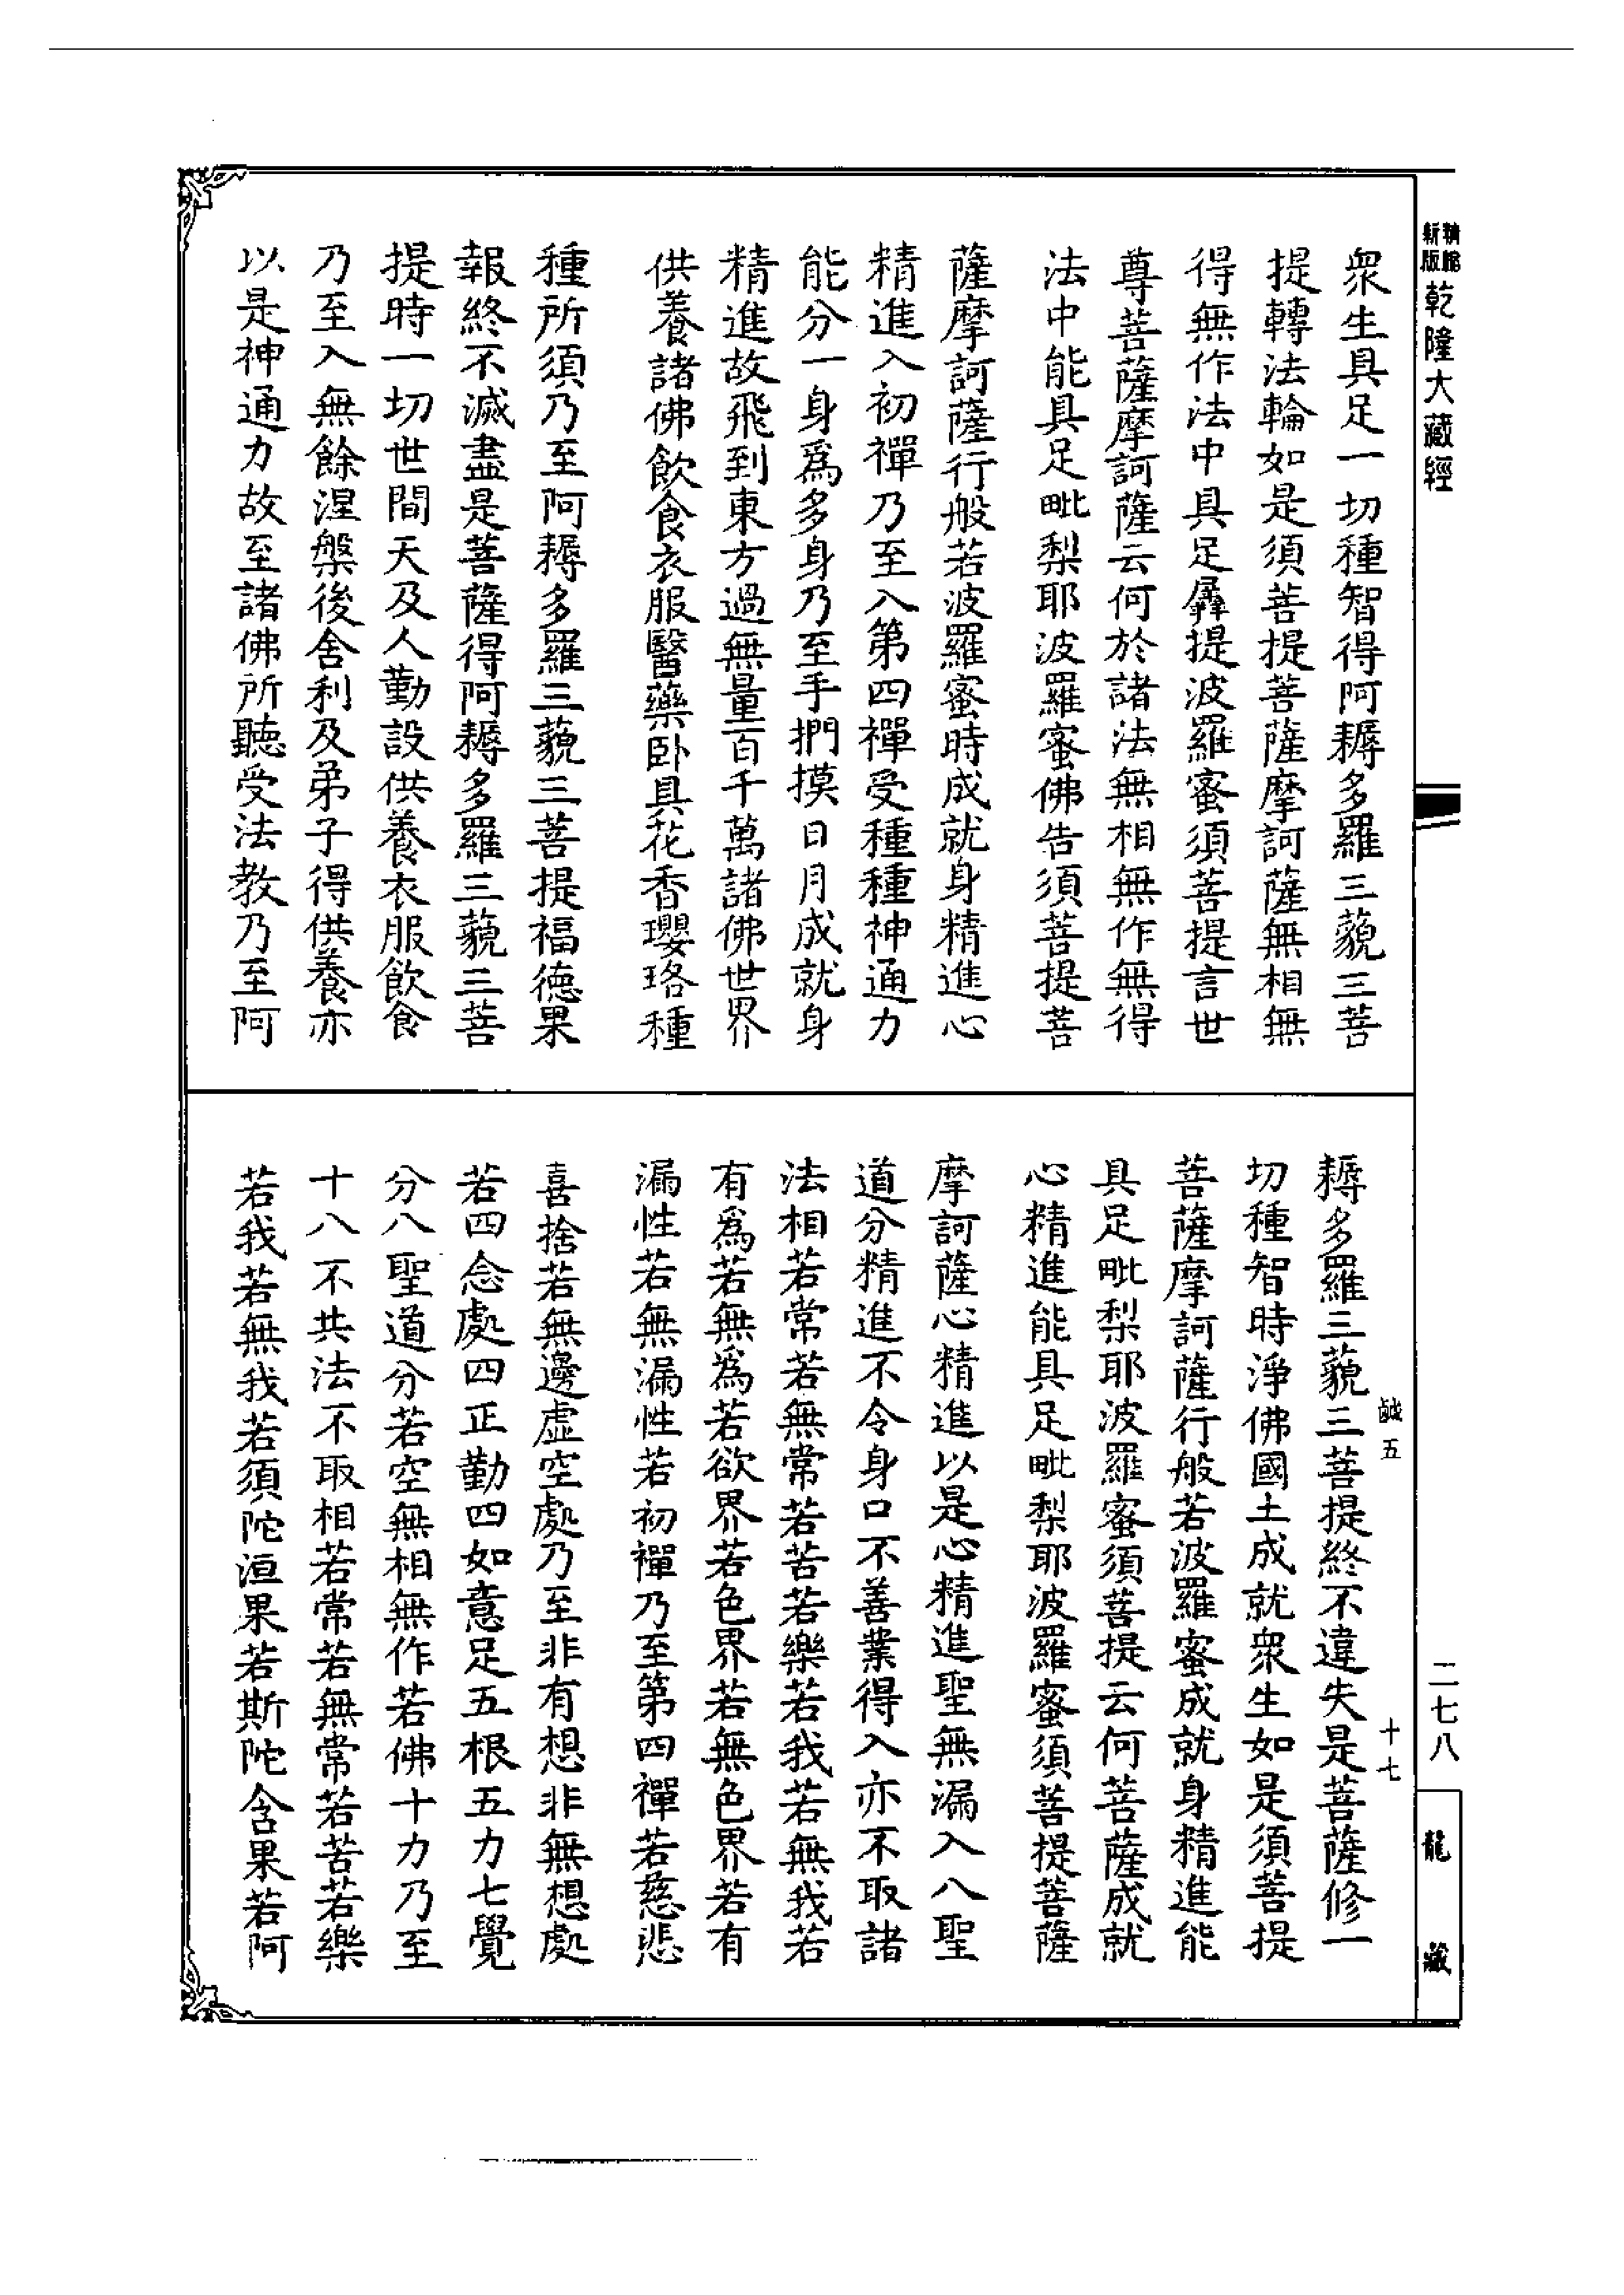 新版
精縮
乾隆大藏經
衆生具足一切種智得阿耨多羅三藐三菩
提轉法輪如是須菩提菩薩摩訶薩無相無
得無作法中具足羼提波羅蜜須菩提言世
尊菩薩摩訶薩云何於諸法無相無作無得
法中能具足毗梨耶波羅蜜佛告須菩提菩
薩摩訶薩行般若波羅蜜時成就身精進心
精進入初禪乃至入第四禪受種種神通力
能分一身爲多身乃至手捫摸日月成就身
精進故飛到東方過無量百千萬諸佛世界
供養諸佛飲食衣服醫藥卧具花香瓔珞種
種所須乃至阿耨多羅三藐三菩提福德果
報終不滅盡是菩薩得阿耨多羅三藐三菩
提時一切世間天及人勤設供養衣服飲食
乃至入無餘涅槃後舍利及弟子得供養亦
以是神通力故至諸佛所聽受法教乃至阿
耨多羅三藐三菩提終不違失是菩薩修一
切種智時淨佛國土成就衆生如是須菩提
菩薩摩訶薩行般若波羅蜜成就身精進能
具足毗梨耶波羅蜜須菩提云何菩薩成就
心精進能具足毗梨耶波羅蜜須菩提菩薩
摩訶薩心精進以是心精進聖無漏入八聖
道分精進不令身口不善業得入亦不取諸
法相若常若無常若苦若樂若我若無我若
有爲若無爲若欲界若色界若無色界若有
漏性若無漏性若初禪乃至第四禪若慈悲
喜捨若無邊虛空處乃至非有想非無想處
若四念處四正勤四如意足五根五力七覺
分八聖道分若空無相無作若佛十力乃至
十八不共法不取相若常若無常若苦若樂
若我若無我若須陀洹果若斯陀含果若阿
鹹五
十七
二七八
龍藏